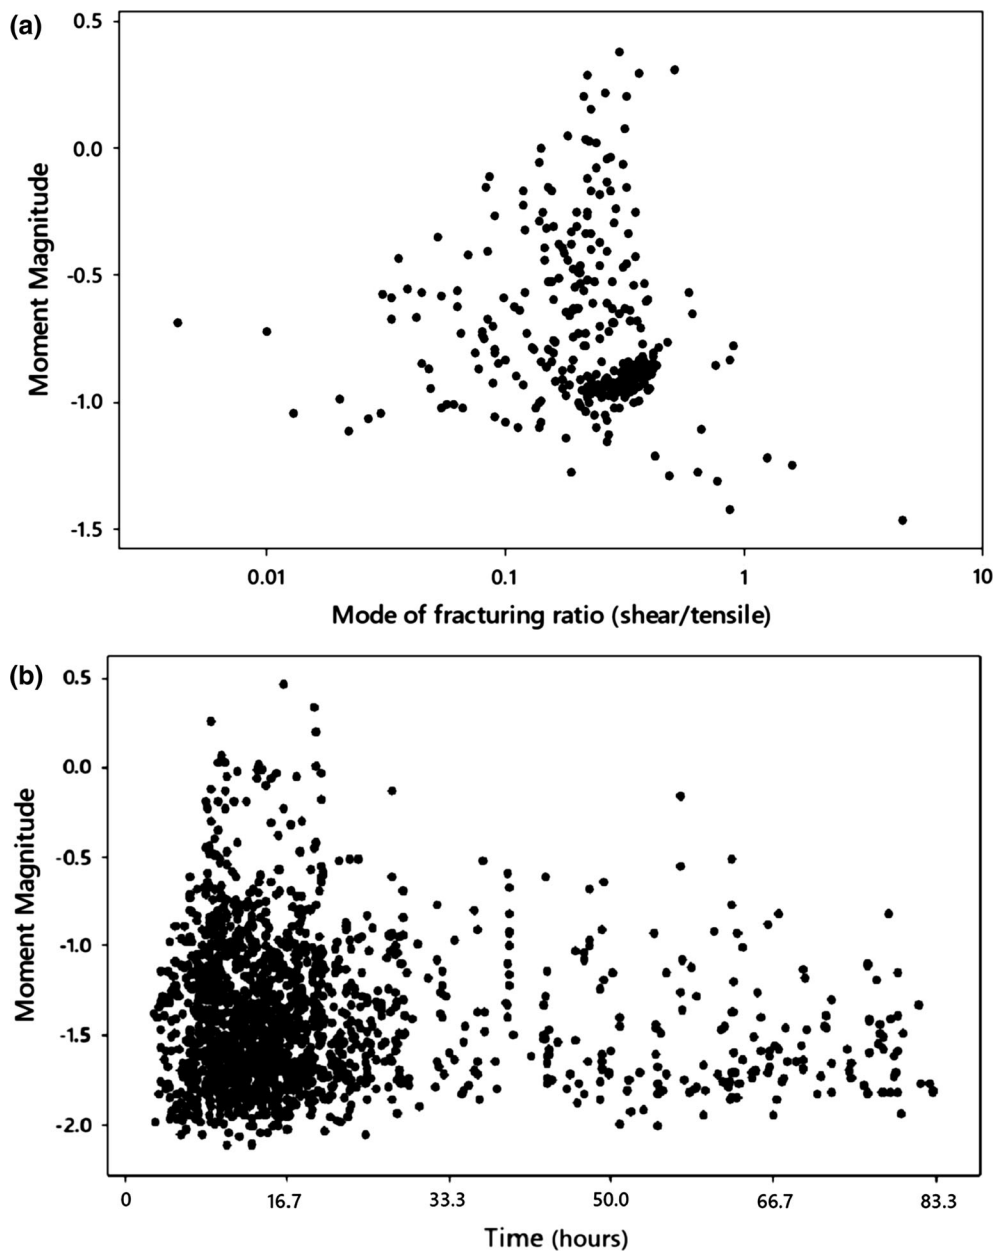 (a)
0.5
0.0
-0.5
-1.0
-1.5
Moment Magnitude
0.01 0.1 1 10
Mode of fracturing ratio (shear/tensile)
(b)
0.5
0.0
-0.5
-1.0
-1.5
-2.0
Moment Magnitude
0 16.7 33.3 50.0 66.7 83.3
Time (hours)